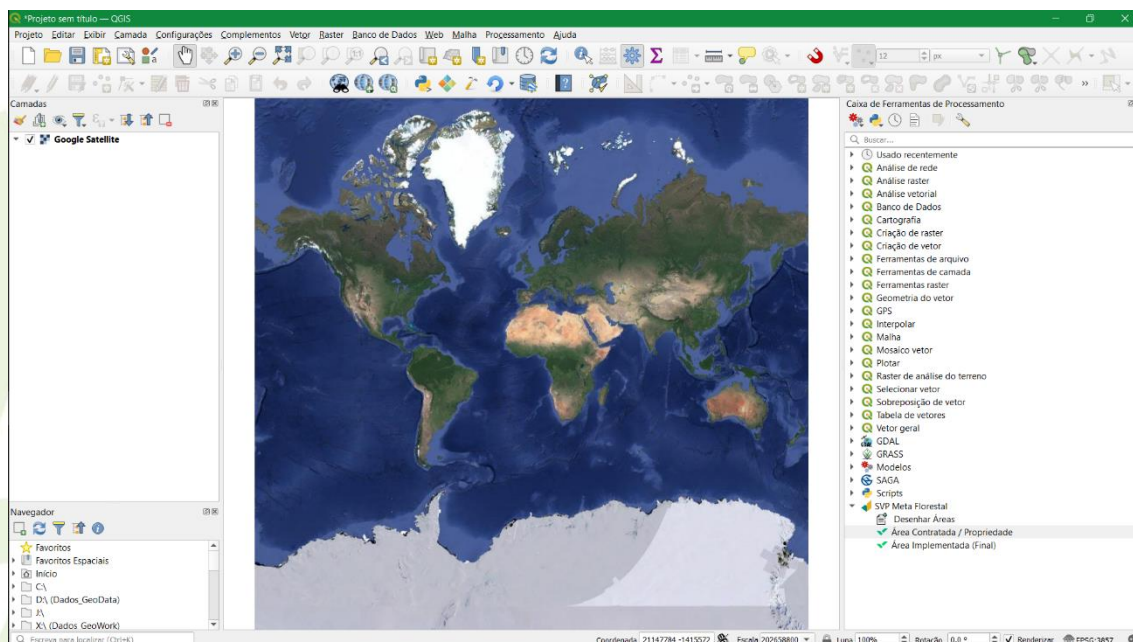 *Projeto sem título — QGIS
Projeto Editar Exibir Camada Configurações Complementos Vetor Raster Banco de Dados Web Malha Processamento Ajuda
12 px
Camadas
Google Satellite
Navegador
Favoritos
Favoritos Espaciais
Início
C:\
D:\ (Dados_GeoData)
J:\
X:\ (Dados_GeoWork)
Escreva para localizar (Ctrl+K)
Caixa de Ferramentas de Processamento
Buscar...
Usado recentemente
Análise de rede
Análise raster
Análise vetorial
Banco de Dados
Cartografia
Criação de raster
Criação de vetor
Ferramentas de arquivo
Ferramentas de camada
Ferramentas raster
Geometria do vetor
GPS
Interpolar
Malha
Mosaico vetor
Plotar
Raster de análise do terreno
Selecionar vetor
Sobreposição de vetor
Tabela de vetores
Vetor geral
GDAL
GRASS
Modelos
SAGA
Scripts
SVP Meta Florestal
Desenhar Áreas
Área Contratada / Propriedade
Área Implementada (Final)
Coordenada 21147784 -1415572 Escala 202658800 Lupa 100% Rotação 0,0 ° Renderizar EPSG:3857